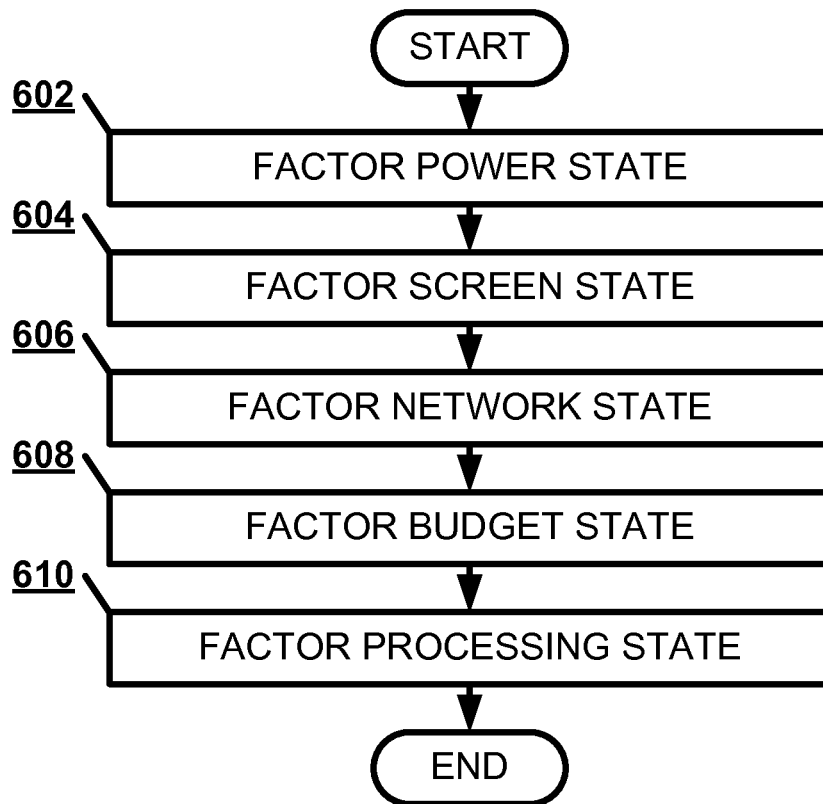 START
602
FACTOR POWER STATE
604
FACTOR SCREEN STATE
606
FACTOR NETWORK STATE
608
FACTOR BUDGET STATE
610
FACTOR PROCESSING STATE
END